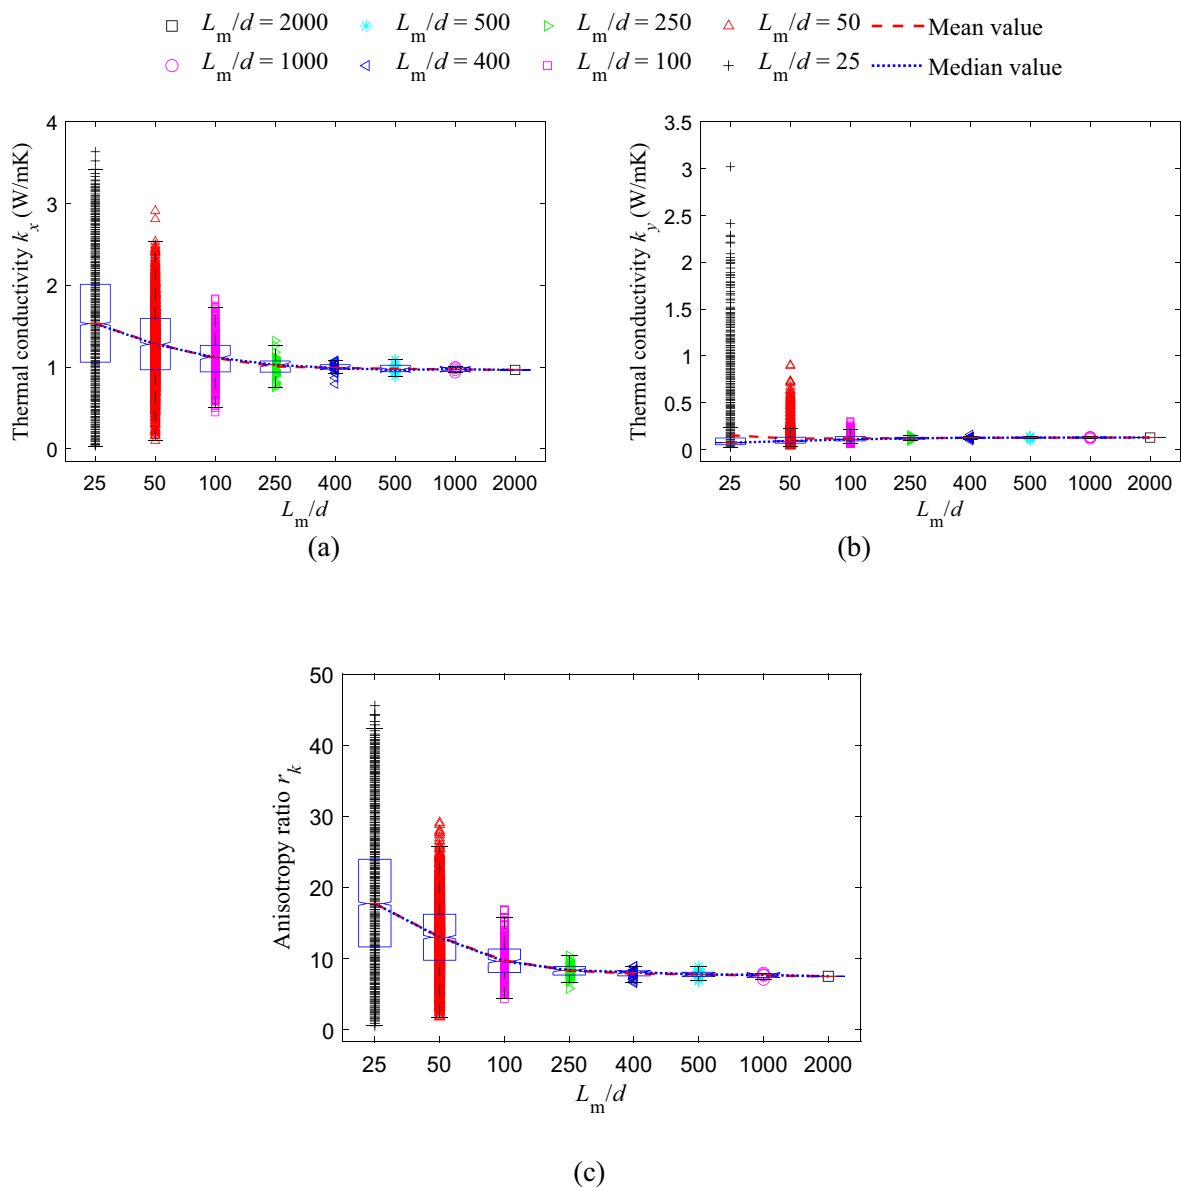 L_m/d = 2000 L_m/d = 500 L_m/d = 250 L_m/d = 50 Mean value
L_m/d = 1000 L_m/d = 400 L_m/d = 100 L_m/d = 25 Median value
Thermal conductivity k_x (W/mK)
4
3
2
1
0
25 50 100 250 400 500 1000 2000
L_m/d
(a)
Thermal conductivity k_y (W/mK)
3.5
3
2.5
2
1.5
1
0.5
0
25 50 100 250 400 500 1000 2000
L_m/d
(b)
Anisotropy ratio r_k
50
40
30
20
10
0
25 50 100 250 400 500 1000 2000
L_m/d
(c)